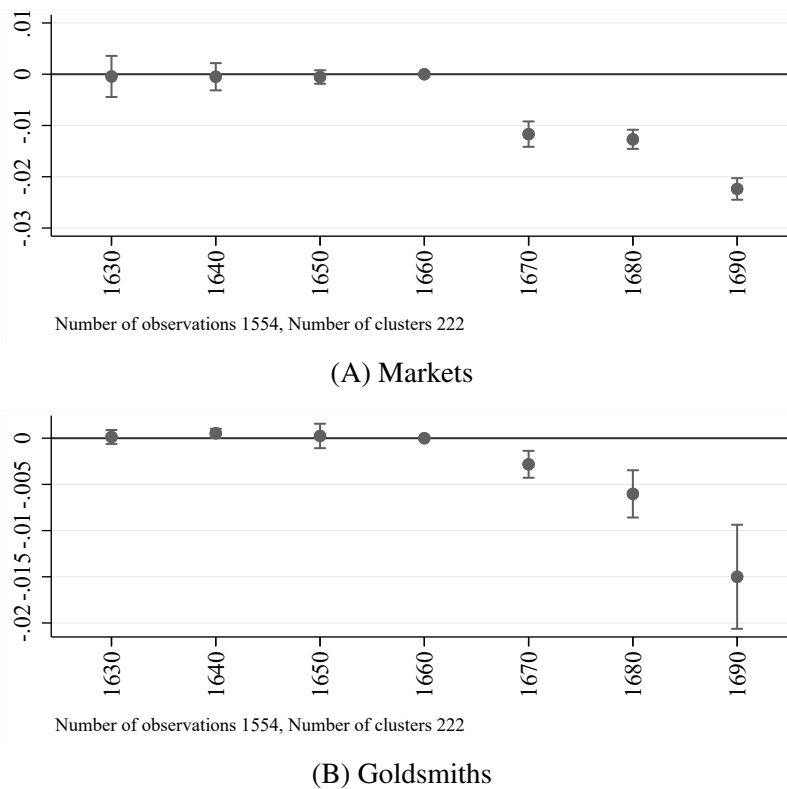 .01
0
-.01
-.02
-.03
1630 1640 1650 1660 1670 1680 1690
Number of observations 1554, Number of clusters 222
(A) Markets
0
-.005
-.01
-.015
-.02
1630 1640 1650 1660 1670 1680 1690
Number of observations 1554, Number of clusters 222
(B) Goldsmiths